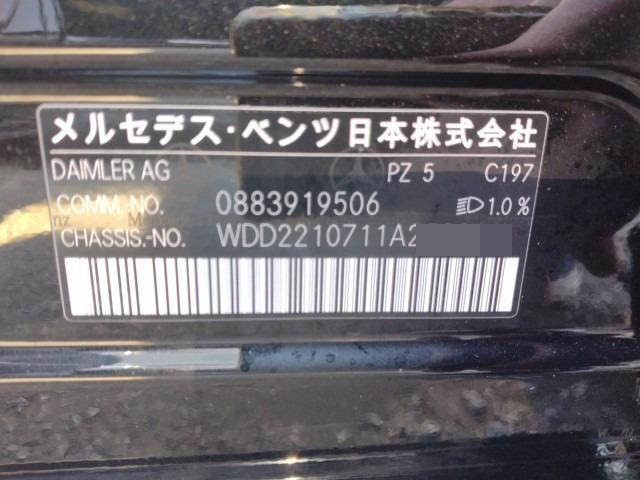 メルセデス・ベンツ日本株式会社
DAIMLER AG PZ 5 C197
COMM. NO. 0883919506 1.0%
CHASSIS.-NO. WDD2210711A2